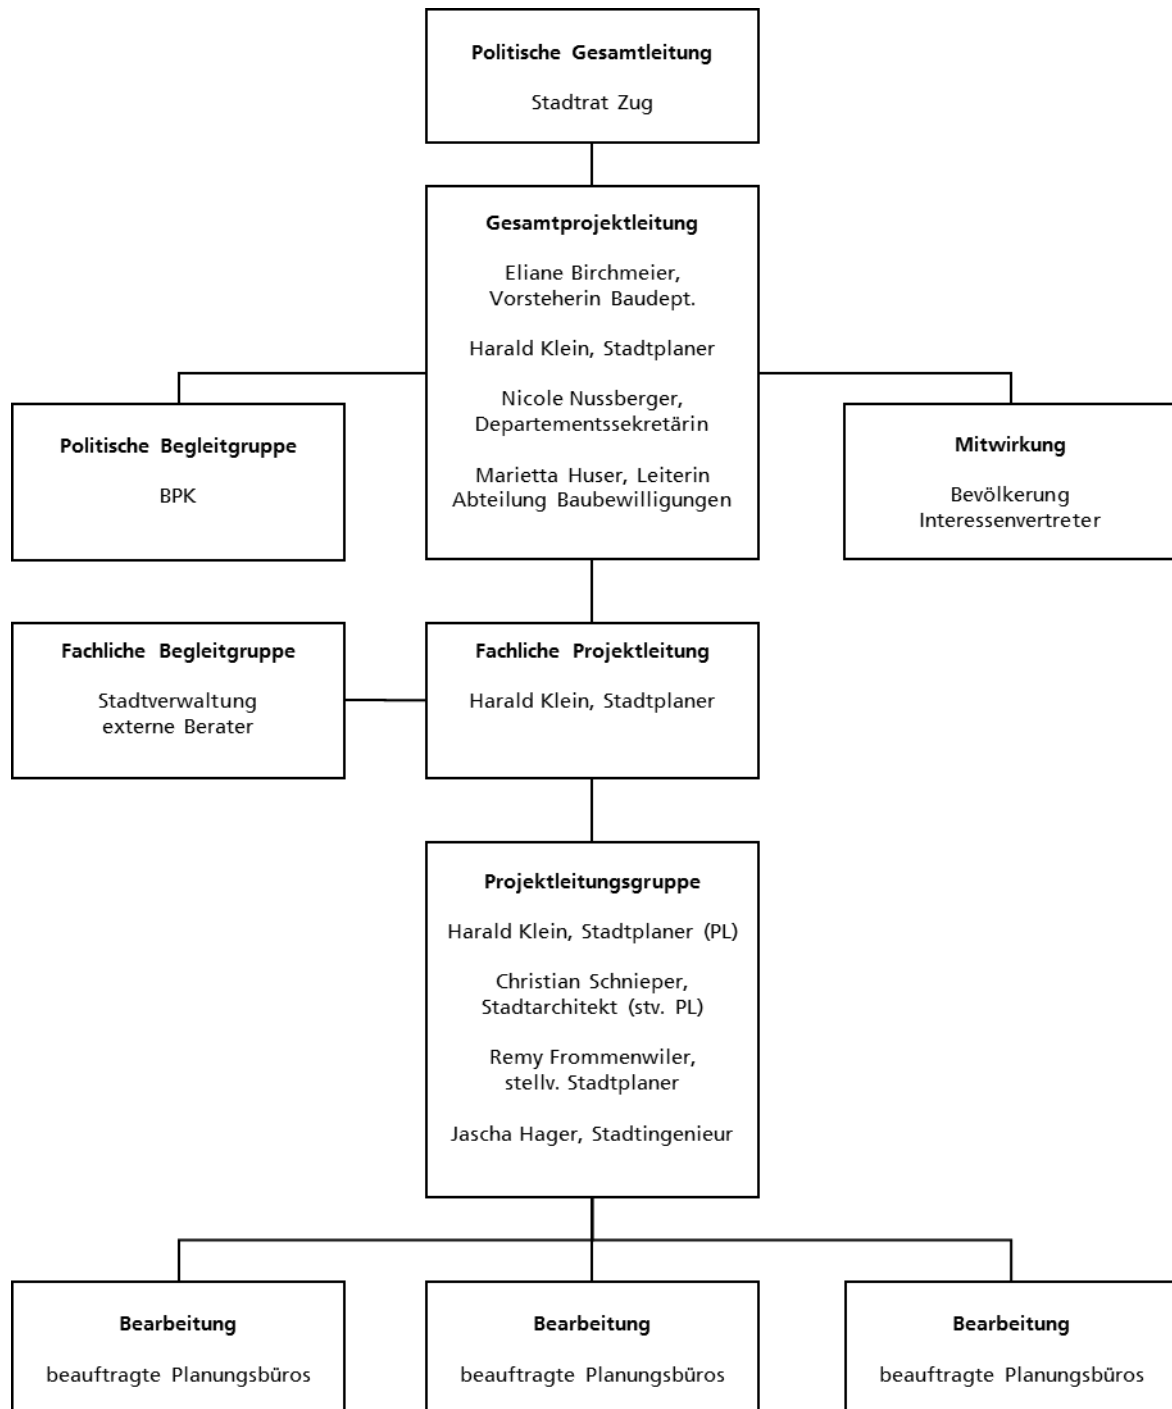 Politische Gesamtleitung
Stadtrat Zug
Gesamtprojektleitung
Eliane Birchmeier,
Vorsteherin Baudept.
Harald Klein, Stadtplaner
Nicole Nussberger,
Departementssekretärin
Marietta Huser, Leiterin
Abteilung Baubewilligungen
Politische Begleitgruppe
BPK
Mitwirkung
Bevölkerung
Interessenvertreter
Fachliche Begleitgruppe
Stadtverwaltung
externe Berater
Fachliche Projektleitung
Harald Klein, Stadtplaner
Projektleitungsgruppe
Harald Klein, Stadtplaner (PL)
Christian Schnieper,
Stadtarchitekt (stv. PL)
Remy Frommenwiler,
stellv. Stadtplaner
Jascha Hager, Stadtingenieur
Bearbeitung
beauftragte Planungsbüros
Bearbeitung
beauftragte Planungsbüros
Bearbeitung
beauftragte Planungsbüros